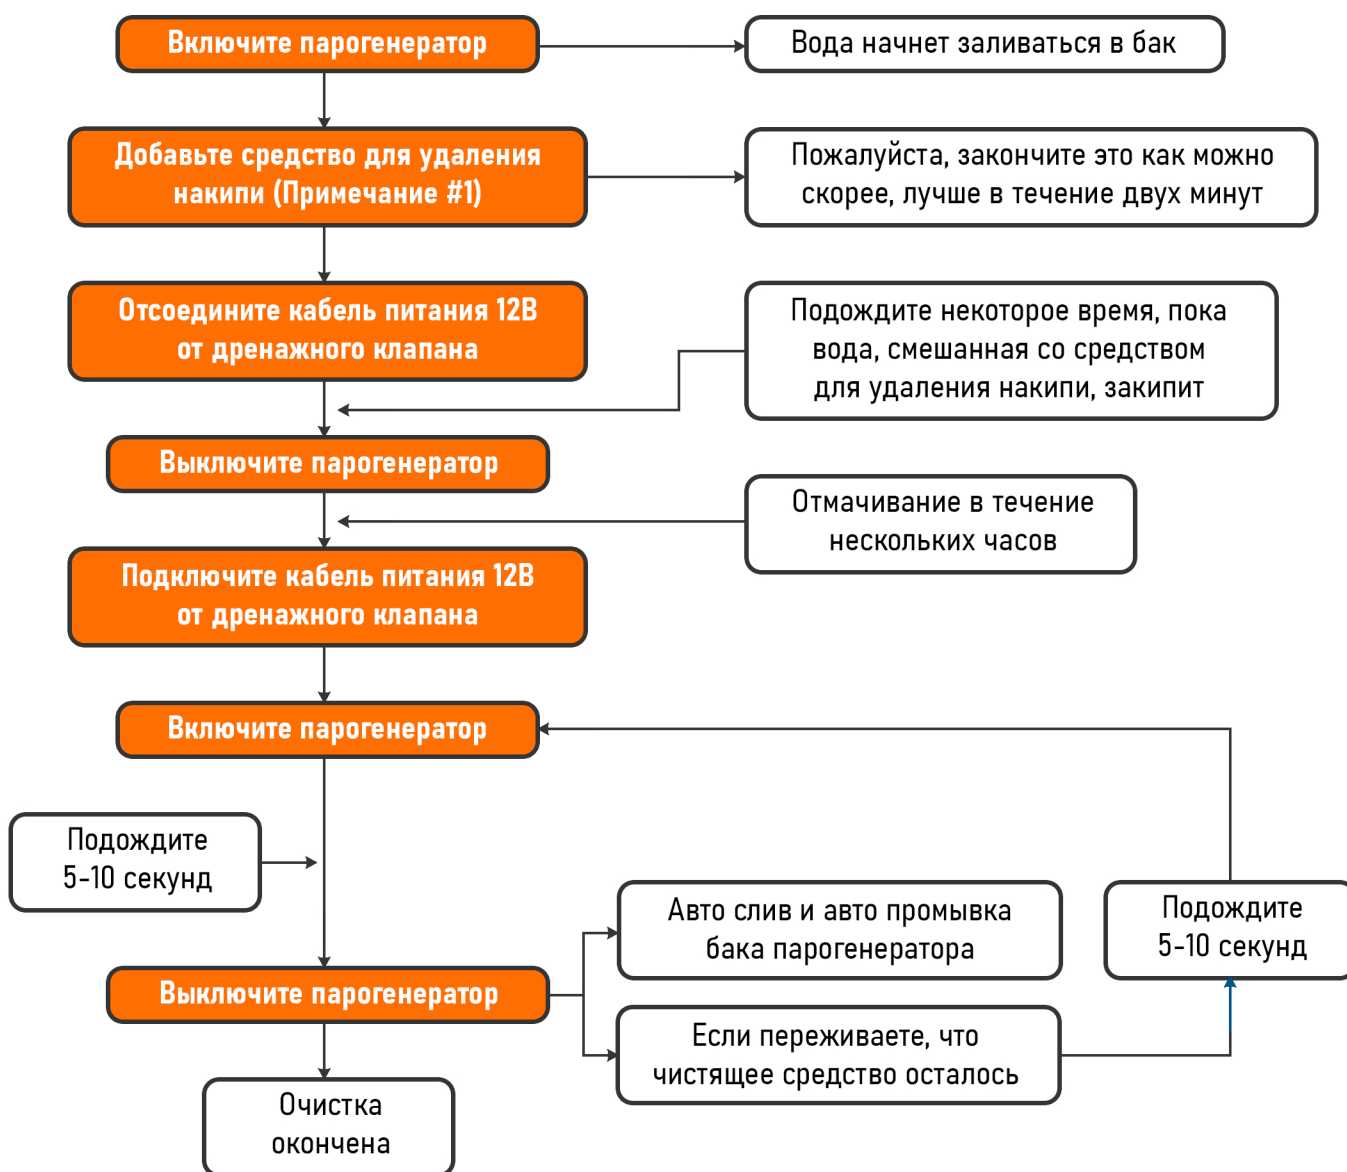 Включите парогенератор
Вода начнет заливаться в бак
Добавьте средство для удаления
накипи (Примечание #1)
Пожалуйста, закончите это как можно
скорее, лучше в течение двух минут
Отсоедините кабель питания 12В
от дренажного клапана
Подождите некоторое время, пока
вода, смешанная со средством
для удаления накипи, закипит
Выключите парогенератор
Отмачивание в течение
нескольких часов
Подключите кабель питания 12В
от дренажного клапана
Включите парогенератор
Подождите
5-10 секунд
Авто слив и авто промывка
бака парогенератора
Подождите
5-10 секунд
Выключите парогенератор
Если переживаете, что
чистящее средство осталось
Очистка
окончена